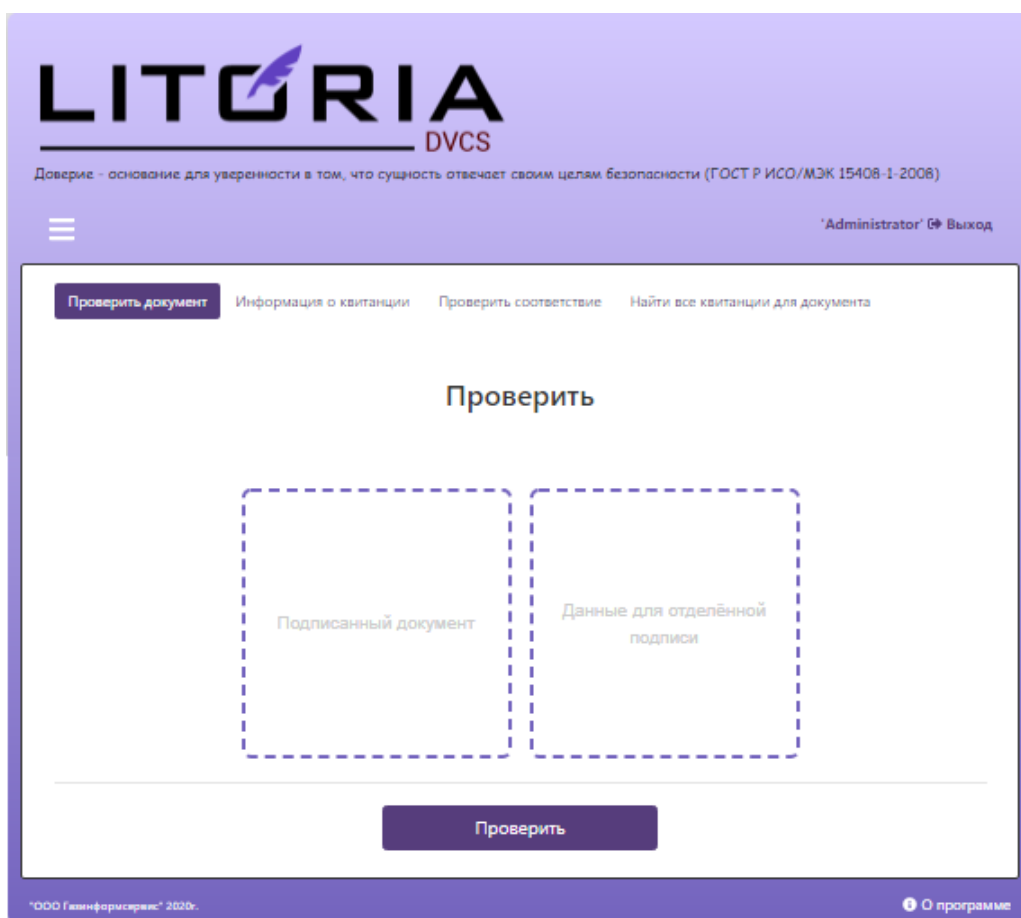 LITORIA
DVCS
Доверие - основание для уверенности в том, что сущность отвечает своим целям безопасности (ГОСТ Р ИСО/МЭК 15408-1-2008)
'Administrator' Выход
Проверить документ Информация о квитанции Проверить соответствие Найти все квитанции для документа
Проверить
Подписанный документ
Данные для отделённой
подписи
Проверить
"ООО Газинформсервис" 2020г.
О программе